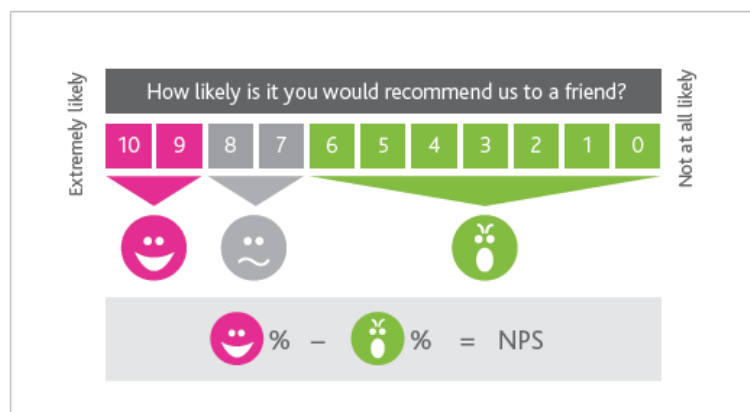 Extremely likely
How likely is it you would recommend us to a friend?
Not at all likely
10 9 8 7 6 5 4 3 2 1 0
% – % = NPS